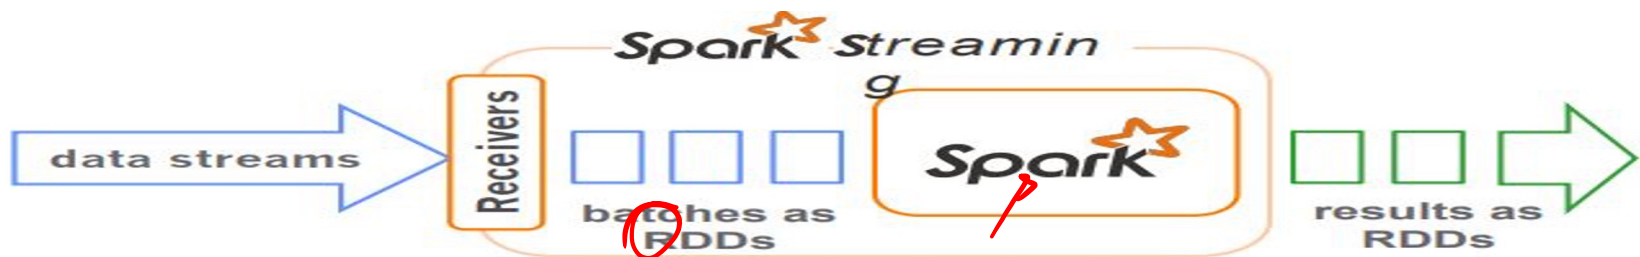 Spark Streamin
g
data streams
Receivers
batches as
RDDs
Spark
results as
RDDs